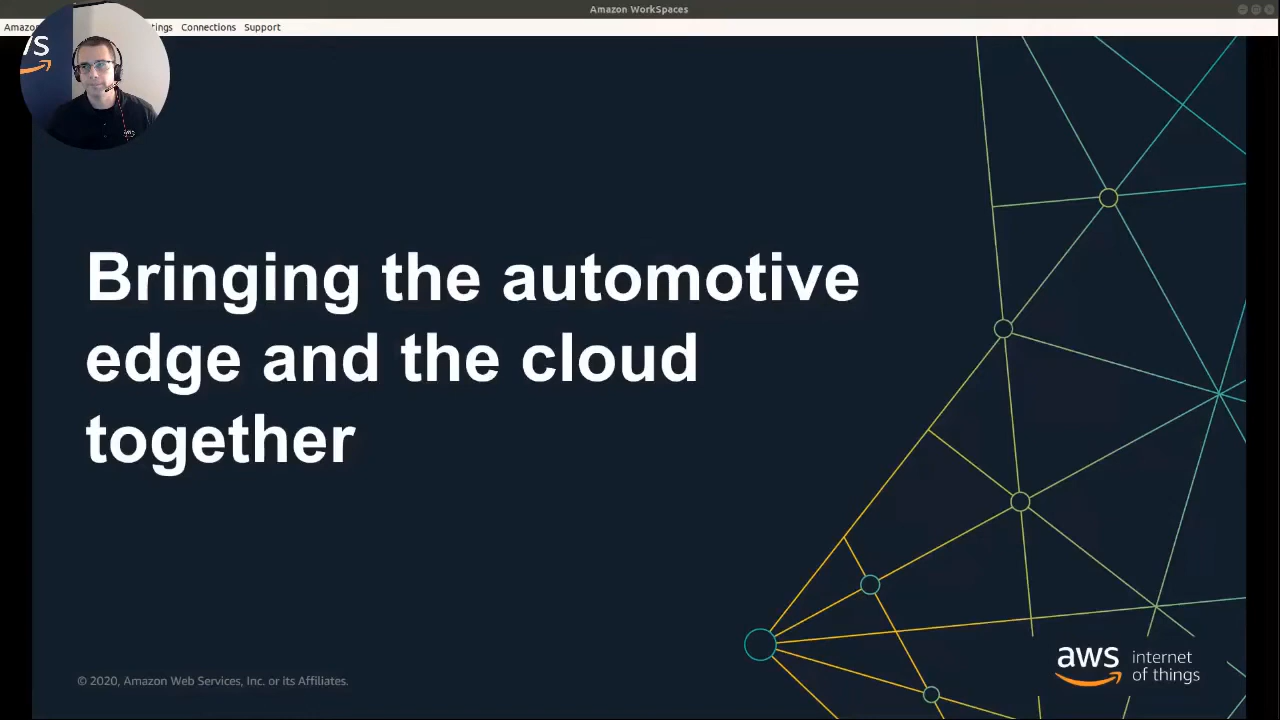 Amazon WorkSpaces
Connections Support
Bringing the automotive
edge and the cloud
together
© 2020, Amazon Web Services, Inc. or its Affiliates.
aws internet
of things